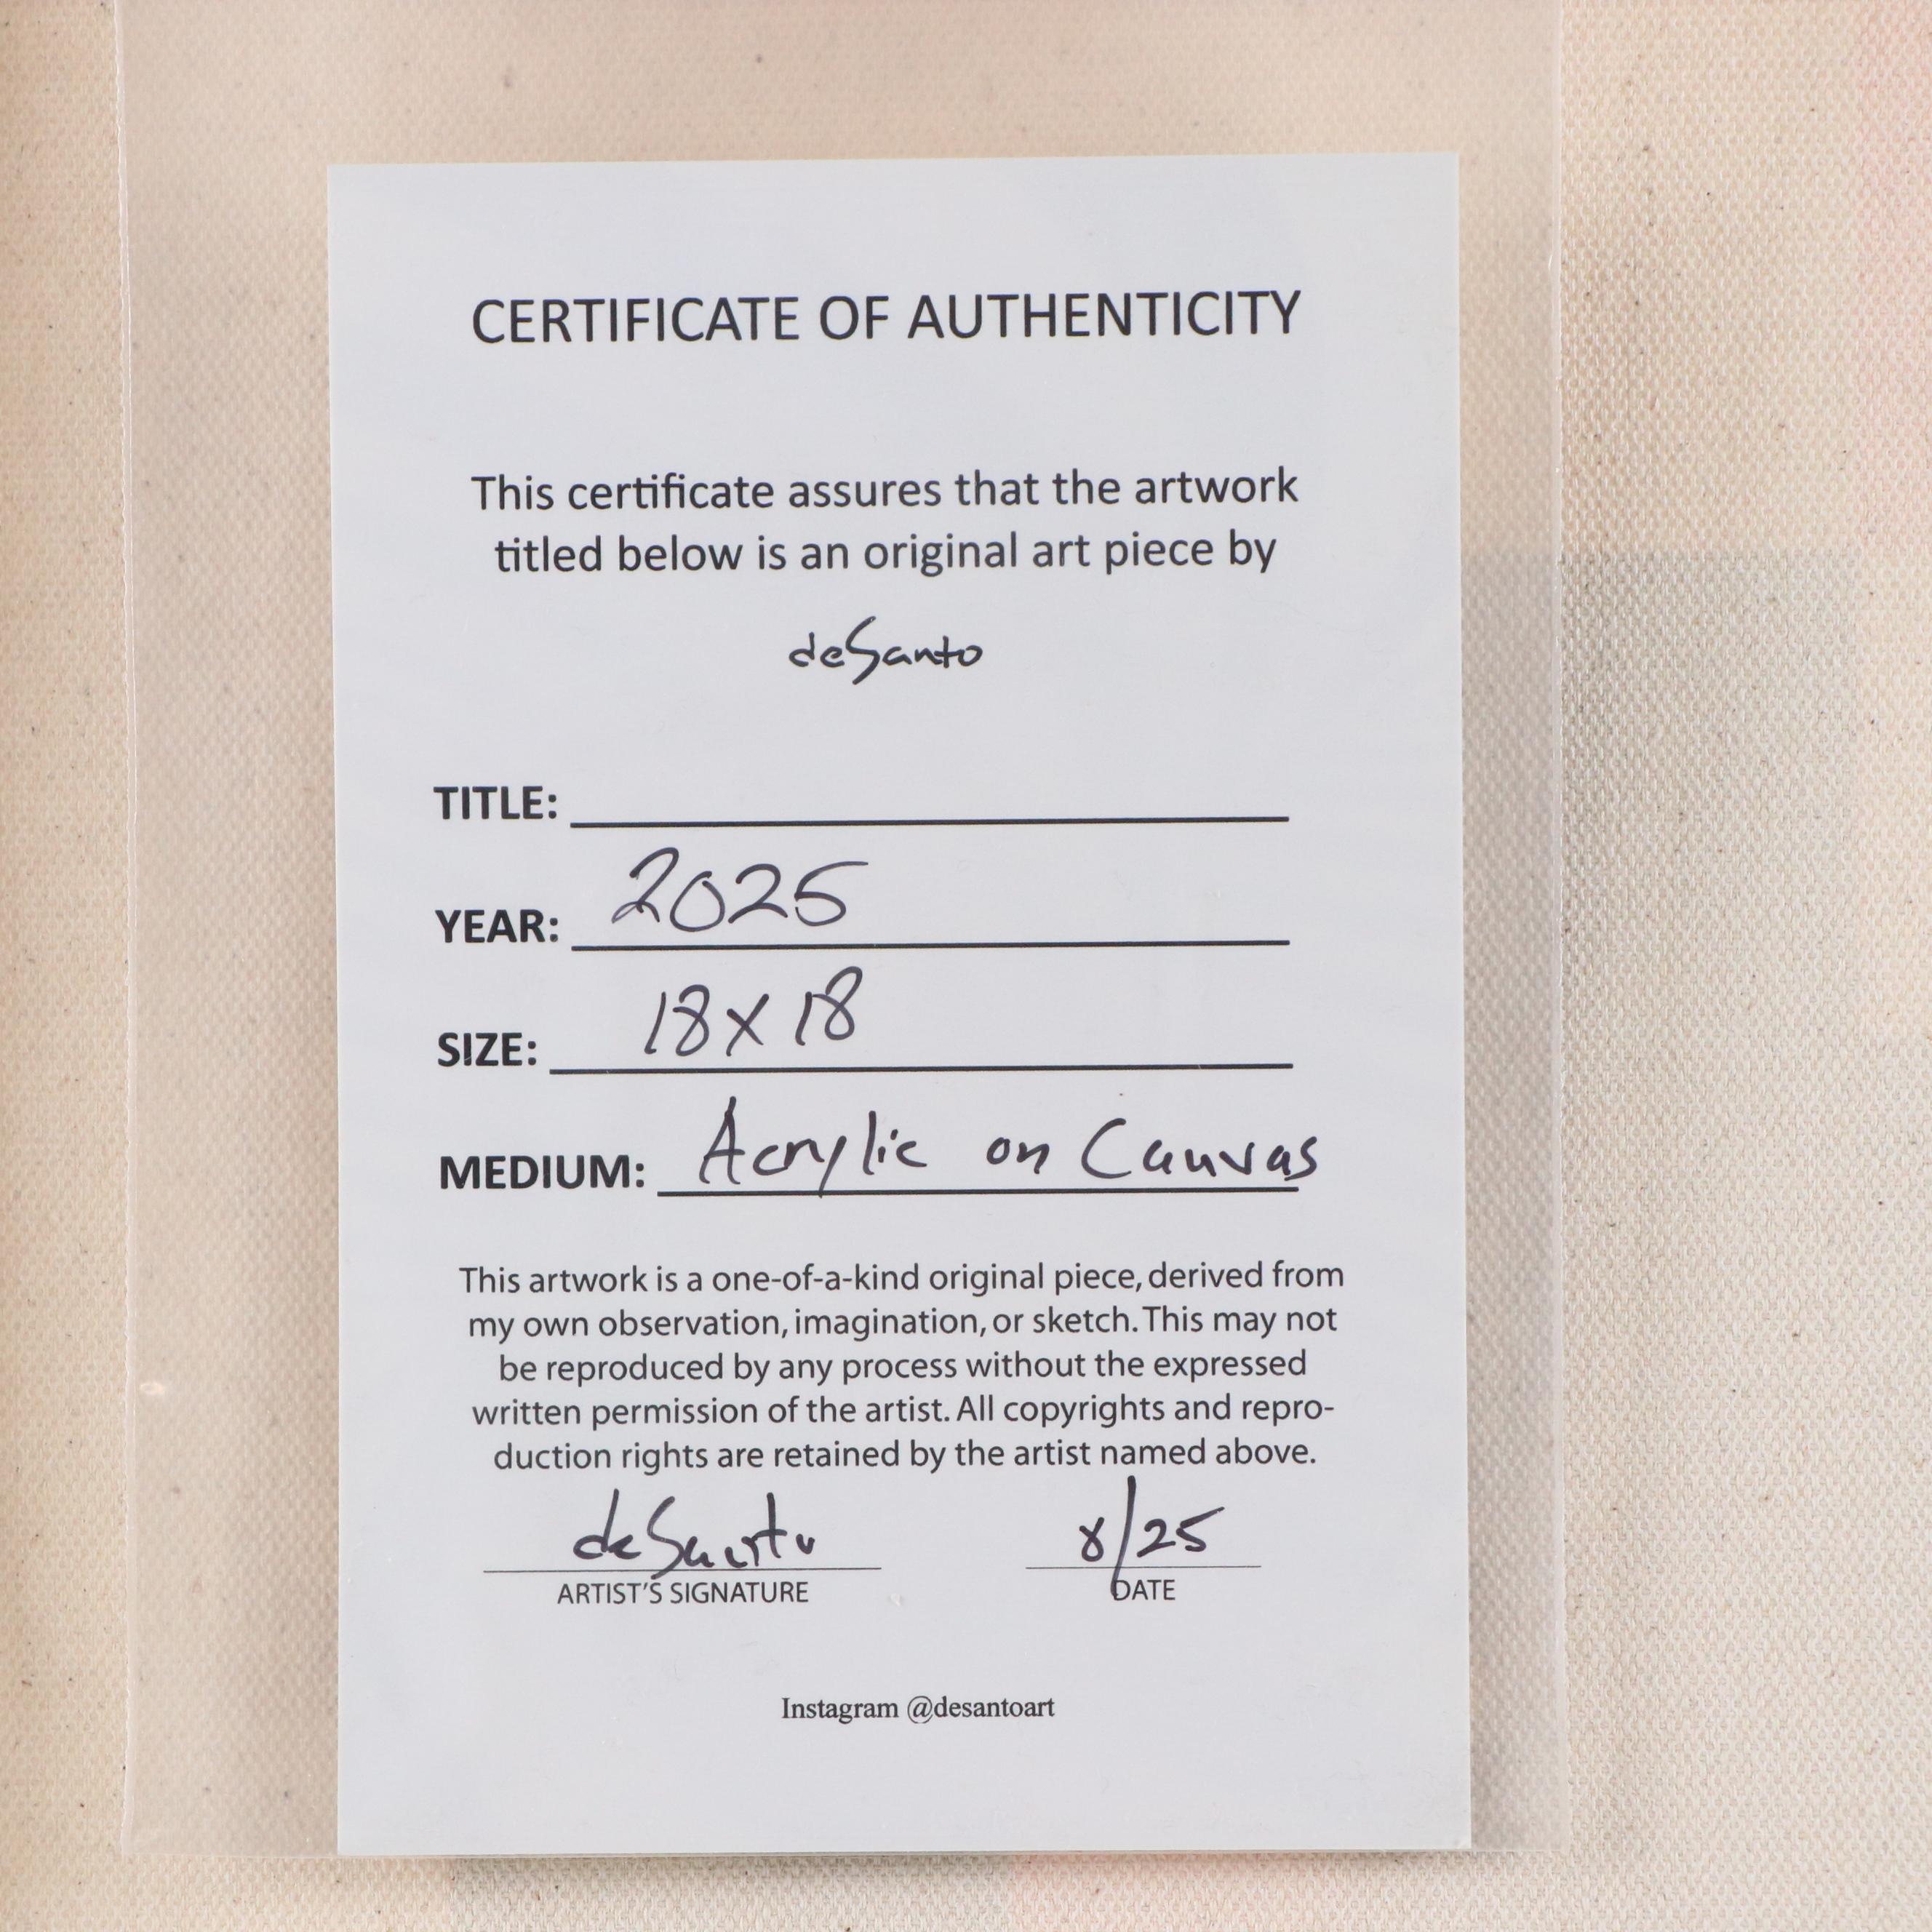 CERTIFICATE OF AUTHENTICITY
This certificate assures that the artwork
titled below is an original art piece by
deSanto
TITLE:
YEAR: 2025
SIZE: 18x18
MEDIUM: Acrylic on Canvas
This artwork is a one-of-a-kind original piece, derived from
my own observation, imagination, or sketch. This may not
be reproduced by any process without the expressed
written permission of the artist. All copyrights and repro-
duction rights are retained by the artist named above.
deSanto 8/25
ARTIST'S SIGNATURE DATE
Instagram @desantoart